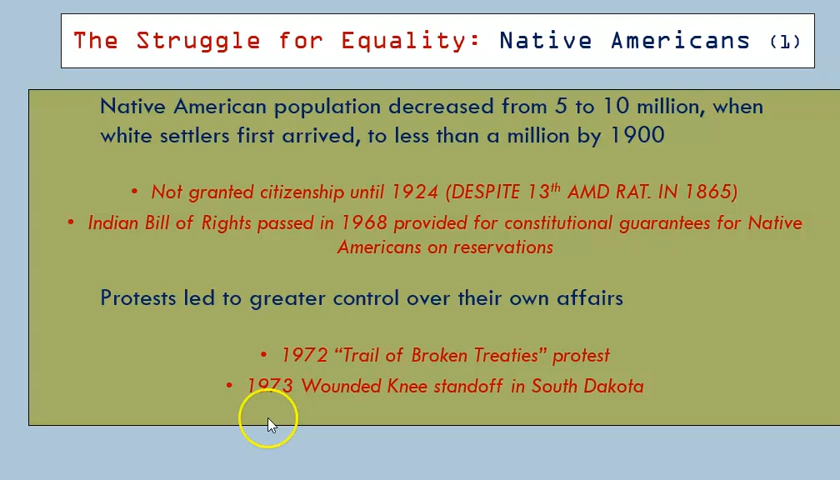 The Struggle for Equality: Native Americans (1)
Native American population decreased from 5 to 10 million, when
white settlers first arrived, to less than a million by 1900
• Not granted citizenship until 1924 (DESPITE 13th AMD RAT. IN 1865)
• Indian Bill of Rights passed in 1968 provided for constitutional guarantees for Native
Americans on reservations
Protests led to greater control over their own affairs
• 1972 “Trail of Broken Treaties” protest
• 1973 Wounded Knee standoff in South Dakota